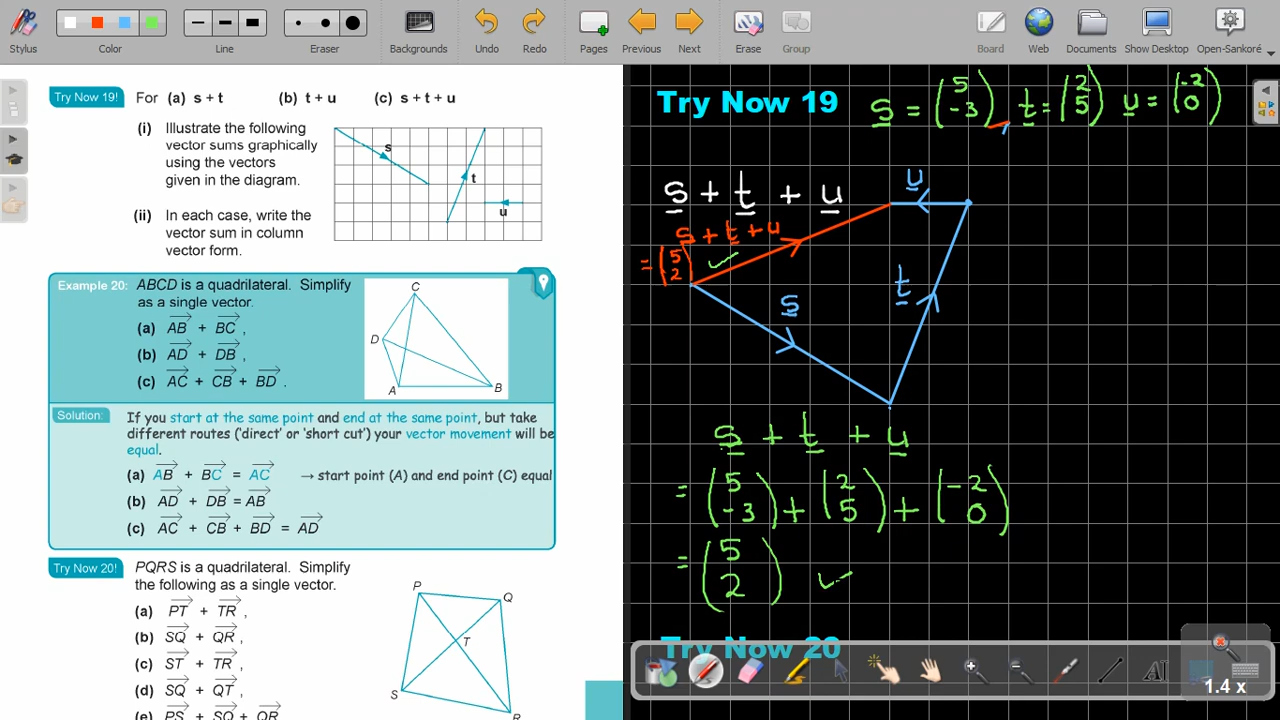 Stylus Color Line Eraser Backgrounds Undo Redo Pages Previous Next Erase Group Board Web Documents Show Desktop Open-Sankoré
Try Now 19! For (a) s + t (b) t + u (c) s + t + u
(i) Illustrate the following
vector sums graphically
using the vectors
given in the diagram.
(ii) In each case, write the
vector sum in column
vector form.
s
t
u
Example 20: ABCD is a quadrilateral. Simplify
as a single vector.
(a) AB + BC ,
(b) AD + DB ,
(c) AC + CB + BD .
C
D
A
B
Solution:
If you start at the same point and end at the same point, but take
different routes ('direct' or 'short cut') your vector movement will be
equal.
(a) AB + BC = AC → start point (A) and end point (C) equal
(b) AD + DB = AB
(c) AC + CB + BD = AD
Try Now 20! PQRS is a quadrilateral. Simplify
the following as a single vector.
(a) PT + TR ,
(b) SQ + QR ,
(c) ST + TR ,
(d) SQ + QT ,
(e) PS + SQ + QR
P
Q
T
S
R
Try Now 19 s = (5 -3) t = (2 5) u = (-2 0)
s + t + u
u
s + t + u
= (5 2)
s
t
s + t + u
= (5 -3) + (2 5) + (-2 0)
= (5 2) ✓
Try Now 20
1.4 x